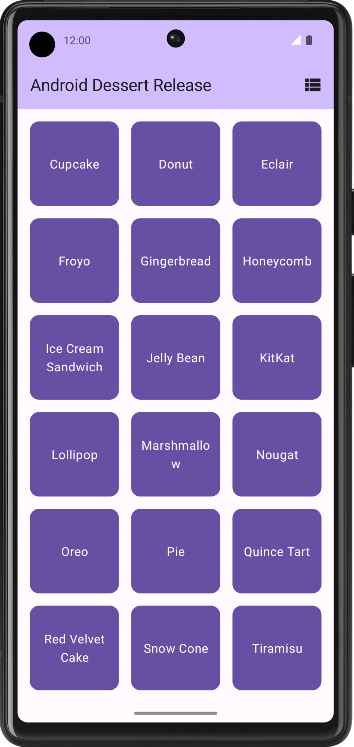 12:00
Android Dessert Release
Cupcake
Donut
Eclair
Froyo
Gingerbread
Honeycomb
Ice Cream
Sandwich
Jelly Bean
KitKat
Lollipop
Marshmallo
w
Nougat
Oreo
Pie
Quince Tart
Red Velvet
Cake
Snow Cone
Tiramisu